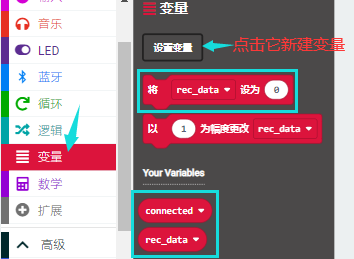 音乐
LED
蓝牙
循环
逻辑
变量
数学
扩展
高级
变量
设置变量
点击它新建变量
将 rec_data 设为 0
以 1 为幅度更改 rec_data
Your Variables
connected
rec_data